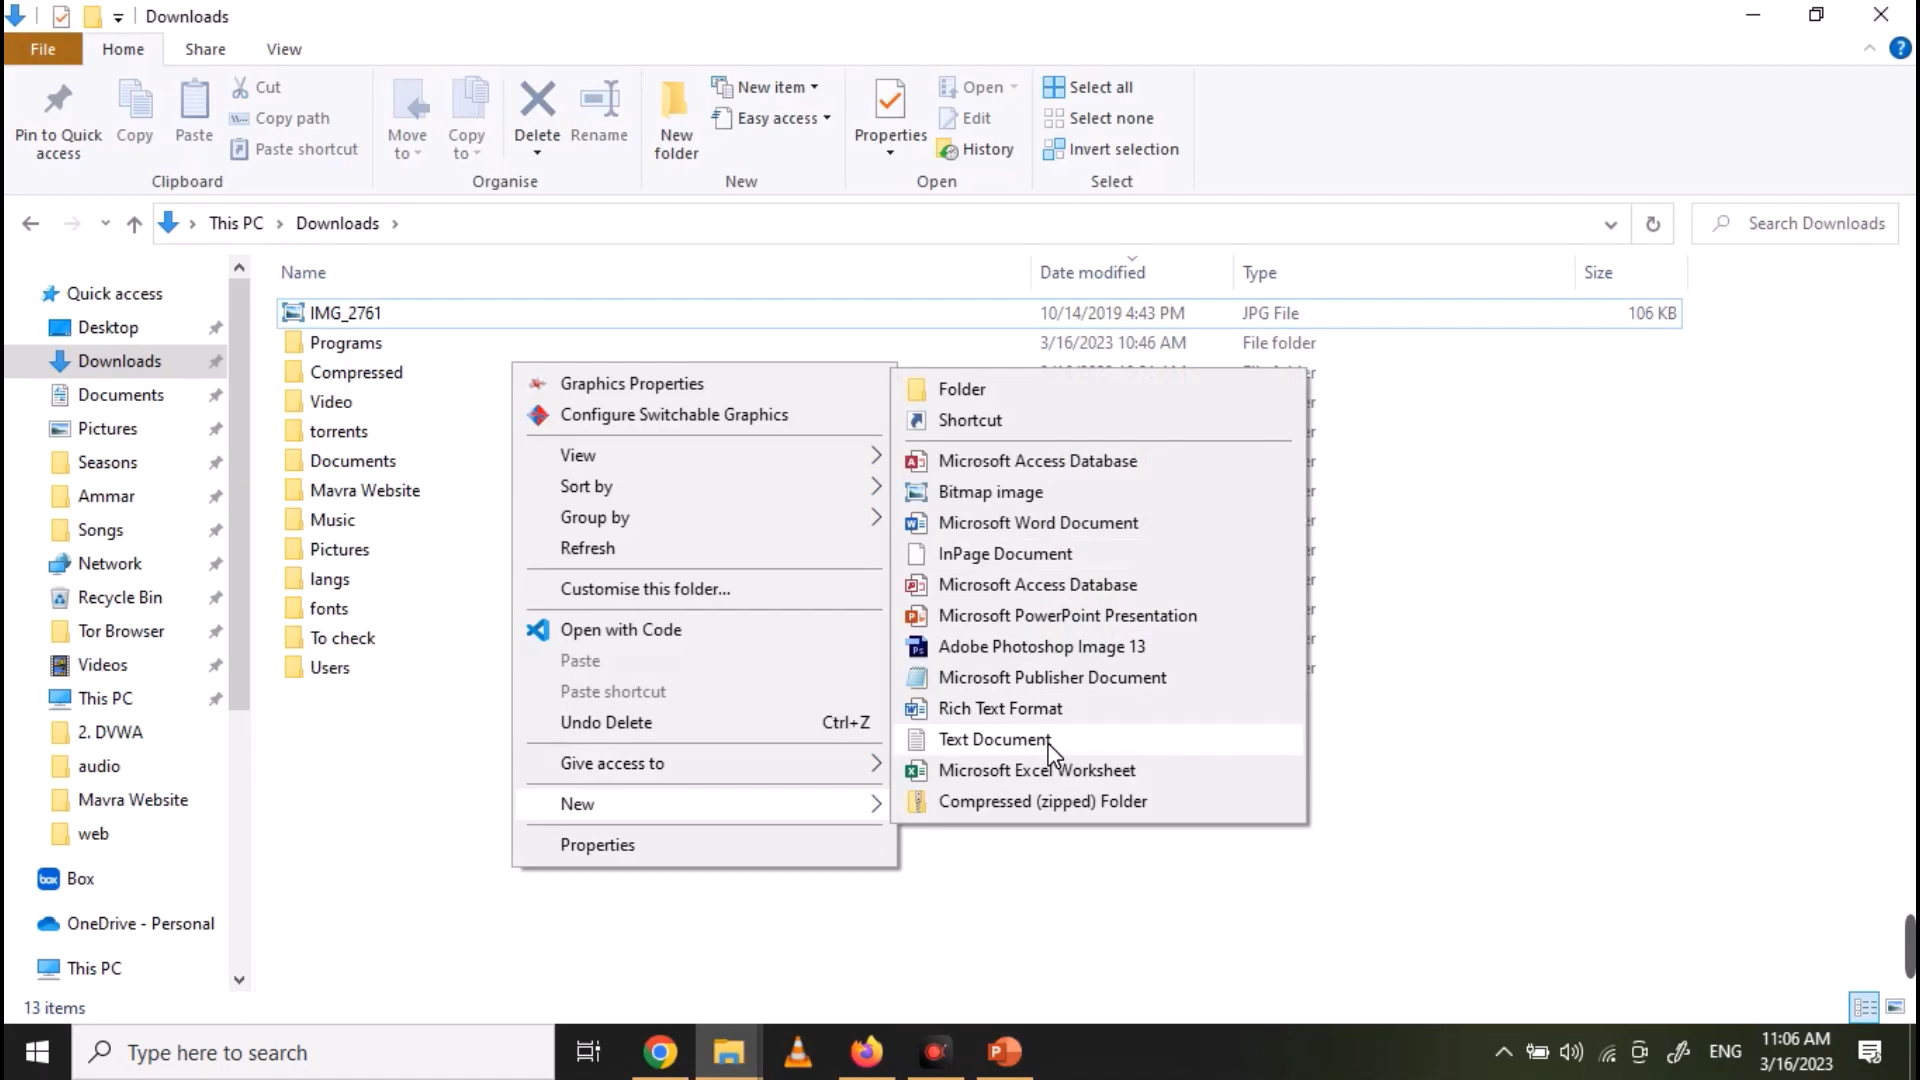 Downloads
File
Home
Share
View
Pin to Quick
access
Copy
Paste
Cut
Copy path
Paste shortcut
Clipboard
Move
to
Copy
to
Delete
Rename
Organise
New
folder
New item
Easy access
New
Properties
Open
Edit
History
Open
Select all
Select none
Invert selection
Select
This PC
Downloads
Search Downloads
Name
Date modified
Type
Size
Quick access
Desktop
Downloads
Documents
Pictures
Seasons
Ammar
Songs
Network
Recycle Bin
Tor Browser
Videos
This PC
2. DVWA
audio
Mavra Website
web
Box
OneDrive - Personal
This PC
IMG_2761 10/14/2019 4:43 PM JPG File 106 KB
Programs 3/16/2023 10:46 AM File folder
Compressed
Video
torrents
Documents
Mavra Website
Music
Pictures
langs
fonts
To check
Users
Graphics Properties
Configure Switchable Graphics
View
Sort by
Group by
Refresh
Customise this folder...
Open with Code
Paste
Paste shortcut
Undo Delete Ctrl+Z
Give access to
New
Properties
Folder
Shortcut
Microsoft Access Database
Bitmap image
Microsoft Word Document
InPage Document
Microsoft Access Database
Microsoft PowerPoint Presentation
Adobe Photoshop Image 13
Microsoft Publisher Document
Rich Text Format
Text Document
Microsoft Excel Worksheet
Compressed (zipped) Folder
13 items
Type here to search
ENG
11:06 AM
3/16/2023